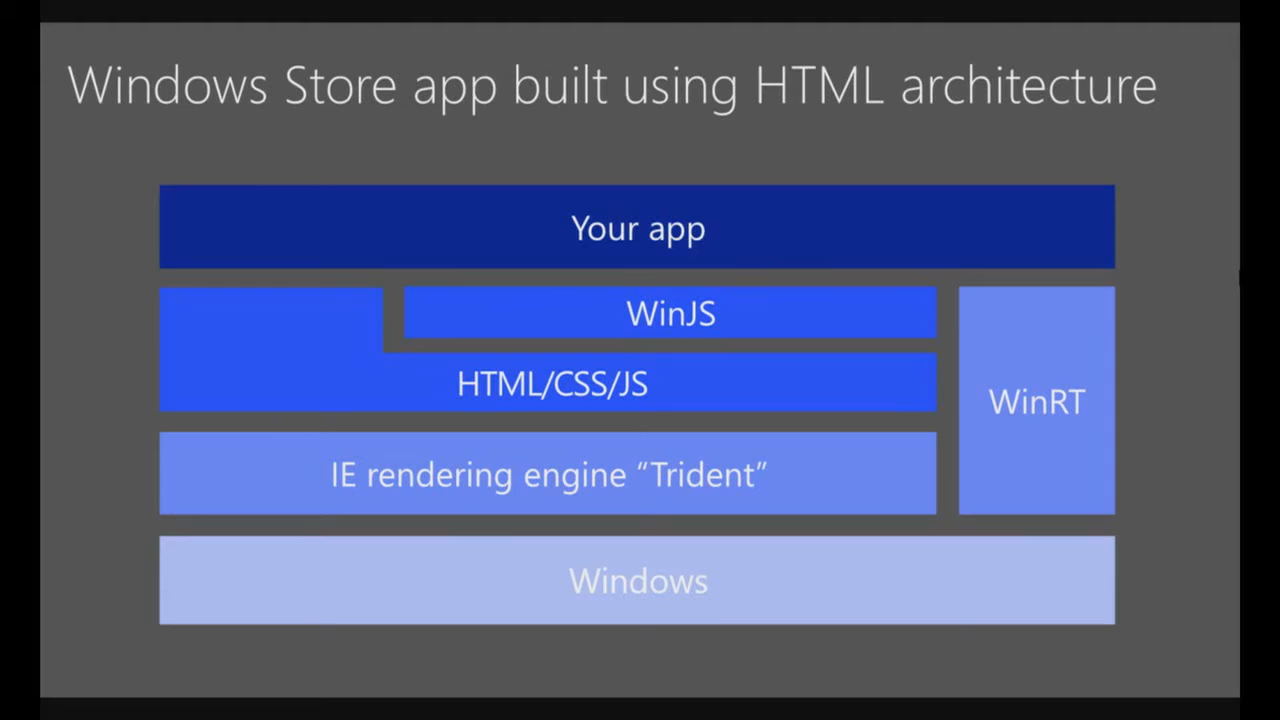 Windows Store app built using HTML architecture
Your app
WinJS
HTML/CSS/JS
WinRT
IE rendering engine “Trident”
Windows